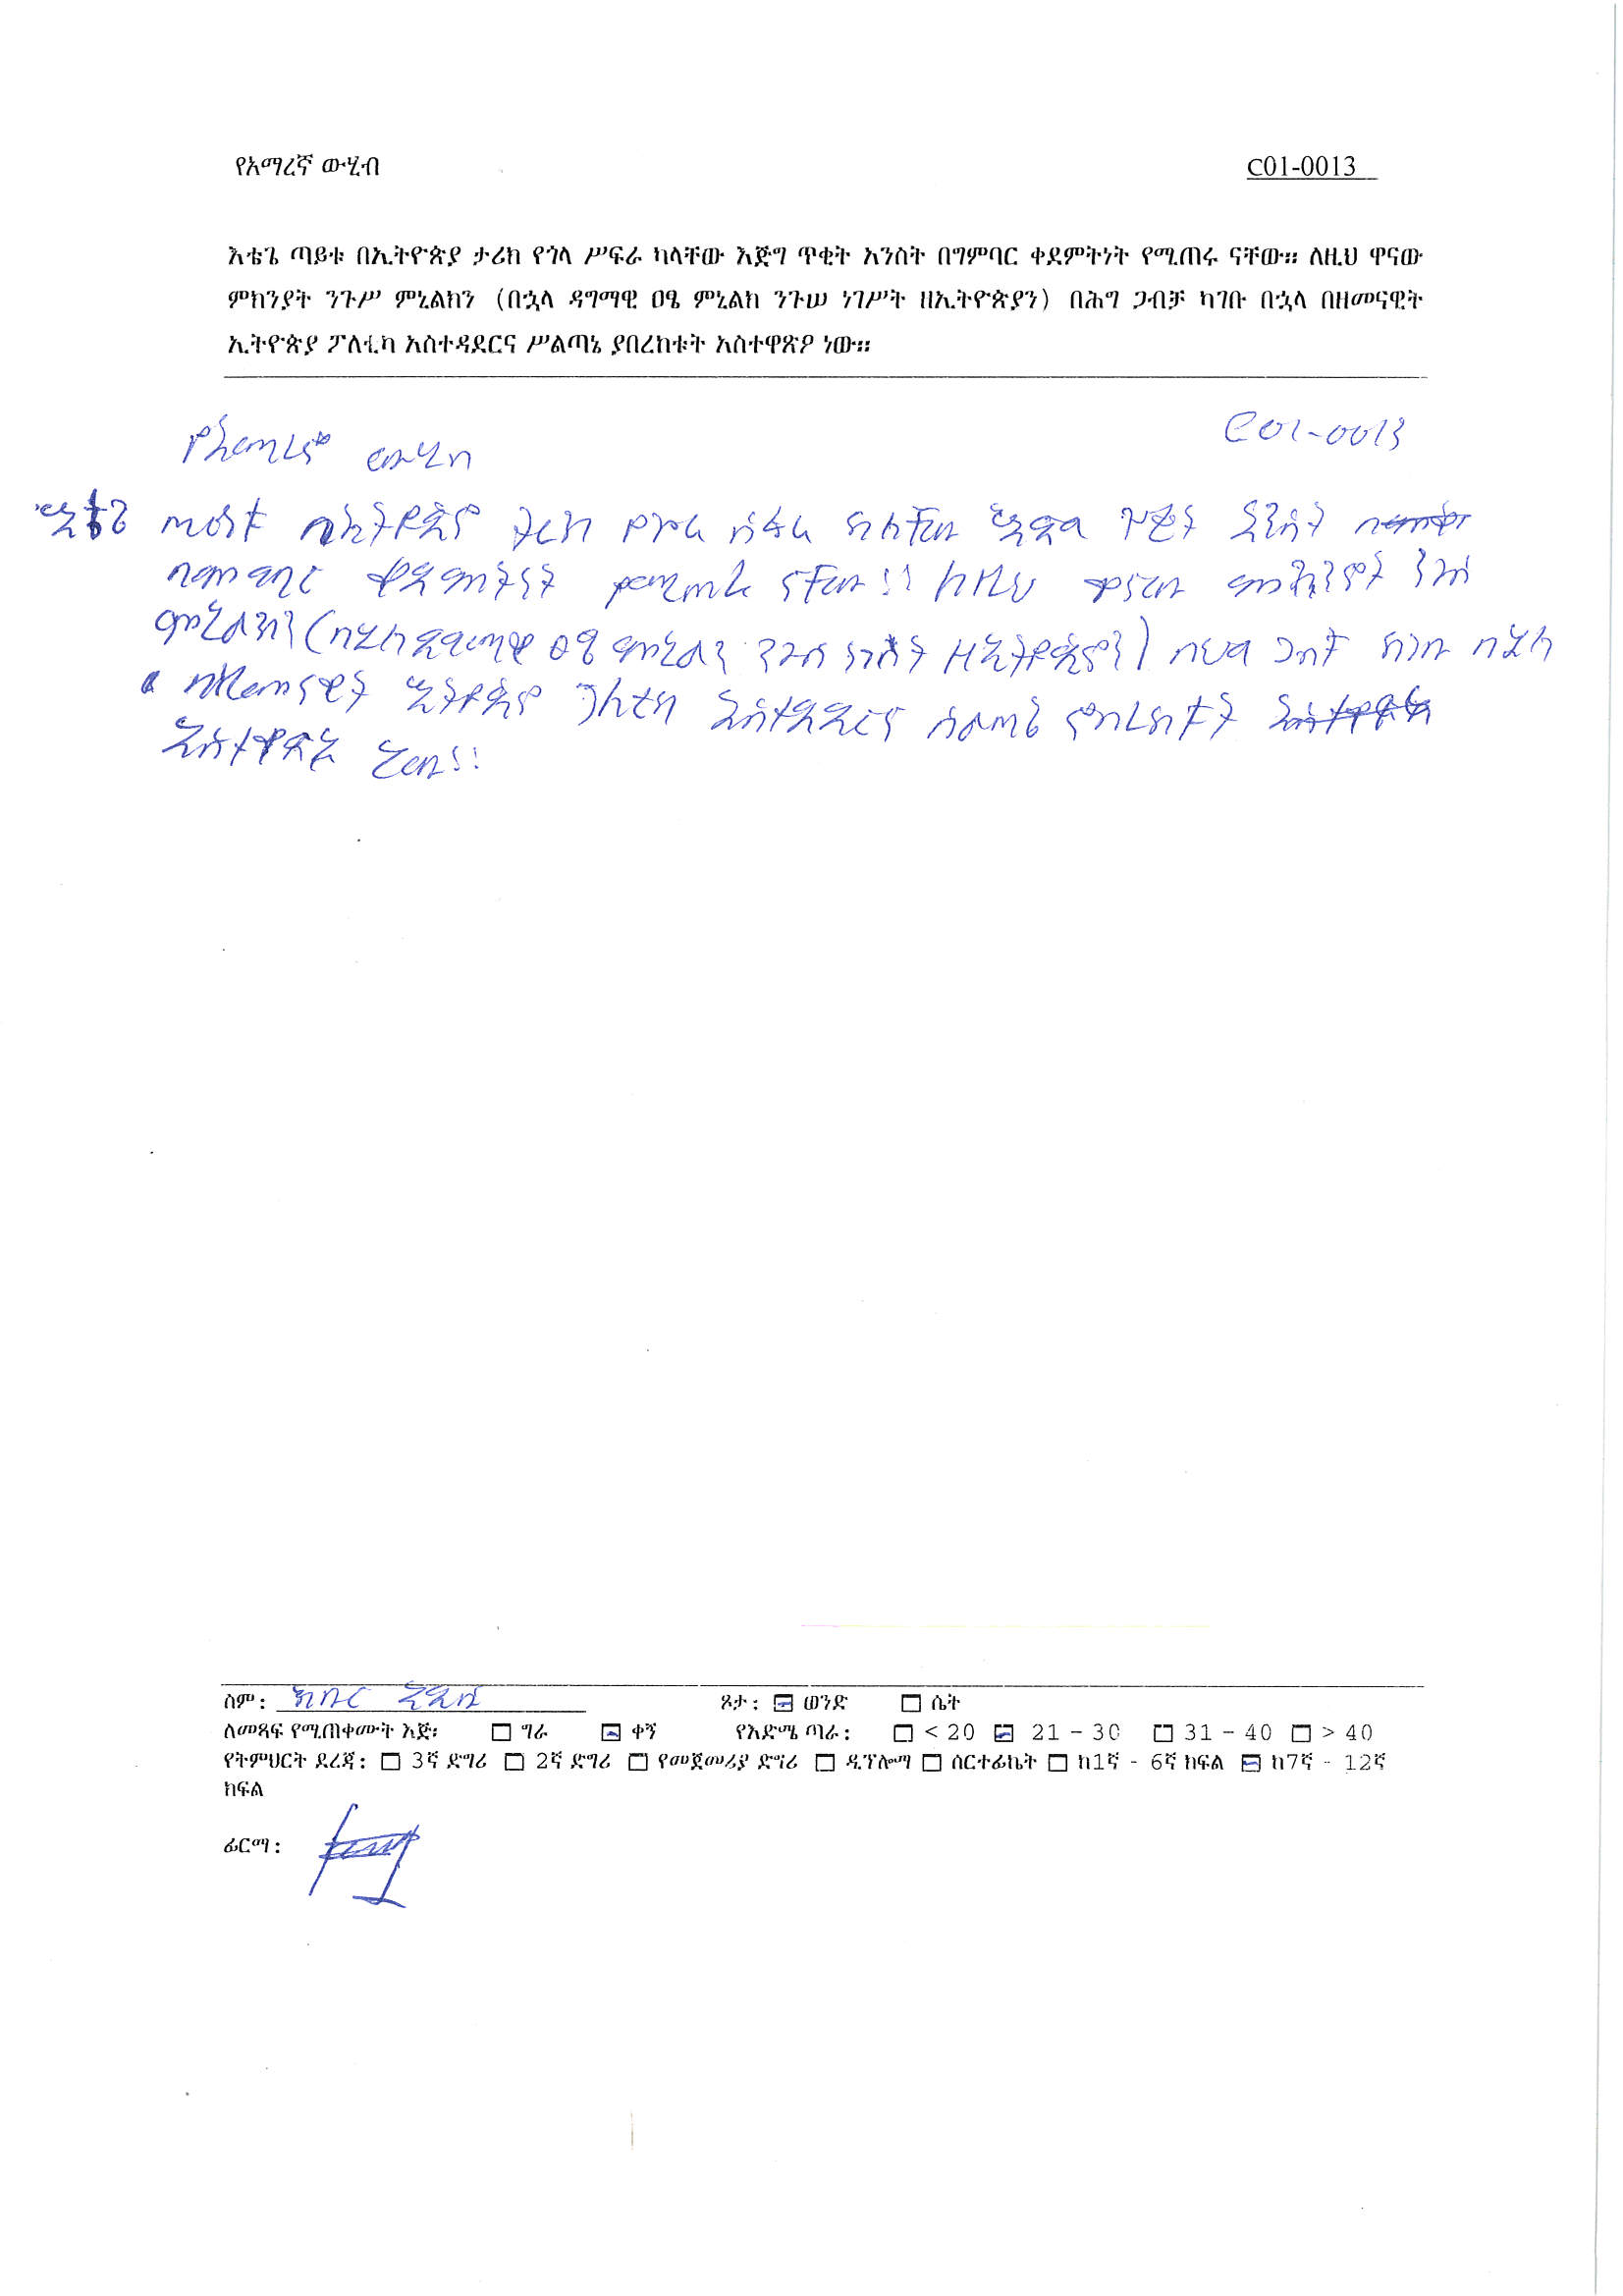 የአማረኛ ውሂብ C01-0013
እቴጌ ጣይቱ በኢትዮጵያ ታሪክ የጎላ ሥፍራ ካላቸው እጅግ ጥቂት አንስት በግምባር ቀደምትነት የሚጠሩ ናቸው። ለዚህ ዋናው
ምክንያት ንጉሥ ምኒልክን (በኋላ ዳግማዊ ዐፄ ምኒልክ ንጉሠ ነገሥት ዘኢትዮጵያን) በሕግ ጋብቻ ካገቡ በኋላ በዘመናዊት
ኢትዮጵያ ፖለቲካ አስተዳደርና ሥልጣኔ ያበረከቱት አስተዋጽዖ ነው።
የአማረኛ ውሂብ C01-0013
እቴጌ ጣይቱ በኢትዮጵያ ታሪክ የጎላ ሥፍራ ካላቸው እጅግ ጥቂት አንስት
በግምባር ቀደምትነት የሚጠሩ ናቸው። ለዚህ ዋናው ምክንያት ንጉሥ
ምኒልክን (በኋላ ዳግማዊ ዐፄ ምኒልክ ንጉሠ ነገሥት ዘኢትዮጵያን) በሕግ ጋብቻ ካገቡ በኋላ
በዘመናዊት ኢትዮጵያ ፖለቲካ አስተዳደርና ሥልጣኔ ያበረከቱት
አስተዋጽዖ ነው።
ስም: ክብር አዲሱ ጾታ: ወንድ ሴት
ለመጻፍ የሚጠቀሙት እጅ: ግራ ቀኝ የእድሜ ጣራ: < 20 21 - 30 31 - 40 > 40
የትምህርት ደረጃ: 3ኛ ድግሪ 2ኛ ድግሪ የመጀመሪያ ድግሪ ዲፕሎማ ሰርተፊኬት ከ1ኛ - 6ኛ ክፍል ከ7ኛ - 12ኛ
ክፍል
ፊርማ: